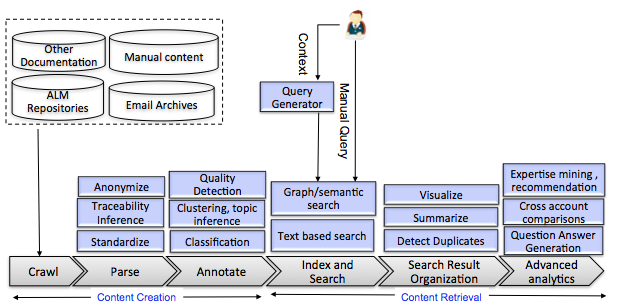 Other
Documentation
Manual content
ALM
Repositories
Email Archives
Context
Manual Query
Query
Generator
Anonymize
Traceability
Inference
Standardize
Quality
Detection
Clustering, topic
inference
Classification
Graph/semantic
search
Text based search
Visualize
Summarize
Detect Duplicates
Expertise mining ,
recommendation
Cross account
comparisons
Question Answer
Generation
Crawl
Parse
Annotate
Index and
Search
Search Result
Organization
Advanced
analytics
Content Creation
Content Retrieval